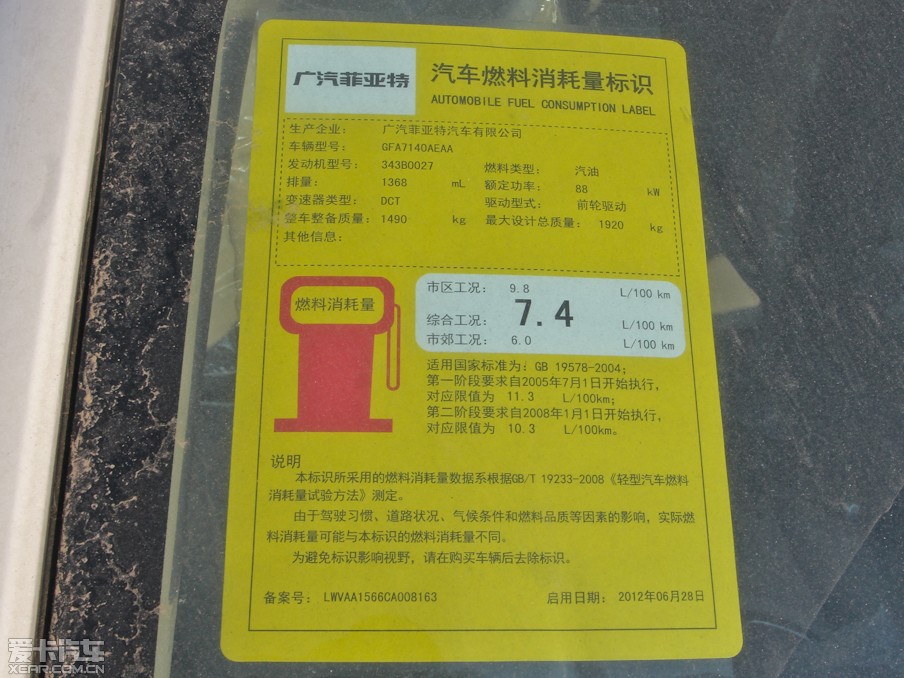 广汽菲亚特
汽车燃料消耗量标识
AUTOMOBILE FUEL CONSUMPTION LABEL
生产企业: 广汽菲亚特汽车有限公司
车辆型号: GFA7140AEAA
发动机型号: 343B0027 燃料类型: 汽油
排量: 1368 mL 额定功率: 88 kW
变速器类型: DCT 驱动型式: 前轮驱动
整车整备质量: 1490 kg 最大设计总质量: 1920 kg
其他信息:
燃料消耗量
市区工况: 9.8 L/100 km
综合工况: 7.4 L/100 km
市郊工况: 6.0 L/100 km
适用国家标准为: GB 19578-2004;
第一阶段要求自2005年7月1日开始执行,
对应限值为 11.3 L/100km;
第二阶段要求自2008年1月1日开始执行,
对应限值为 10.3 L/100km。
说明
本标识所采用的燃料消耗量数据系根据GB/T 19233-2008《轻型汽车燃料
消耗量试验方法》测定。
由于驾驶习惯、道路状况、气候条件和燃料品质等因素的影响，实际燃
料消耗量可能与本标识的燃料消耗量不同。
为避免标识影响视野，请在购买车辆后去除标识。
备案号: LWVAA1566CA008163 启用日期: 2012年06月28日
爱卡汽车
XCAR.COM.CN